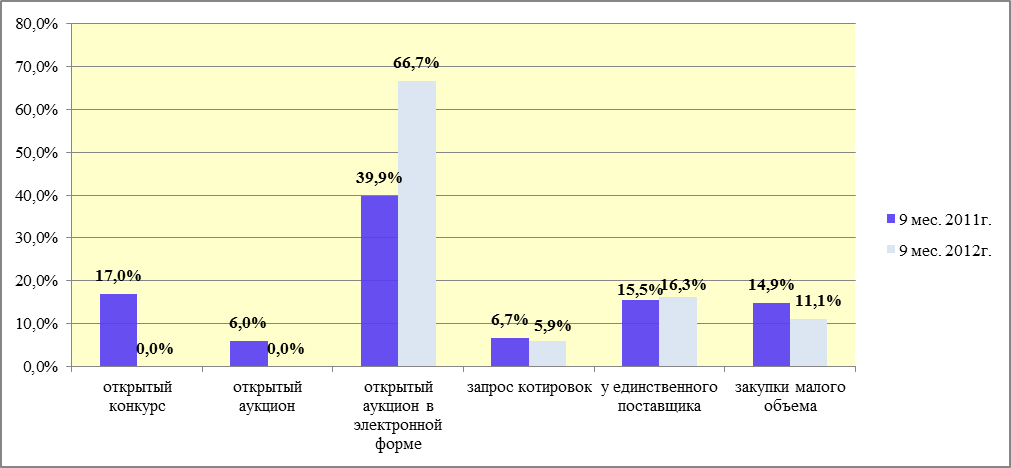 80,0%
70,0%
60,0%
50,0%
40,0%
30,0%
20,0%
10,0%
0,0%
17,0%
0,0%
6,0%
0,0%
39,9%
66,7%
6,7%
5,9%
15,5%
16,3%
14,9%
11,1%
открытый
конкурс
открытый
аукцион
открытый
аукцион в
электронной
форме
запрос котировок
у единственного
поставщика
закупки малого
объема
9 мес. 2011г.
9 мес. 2012г.